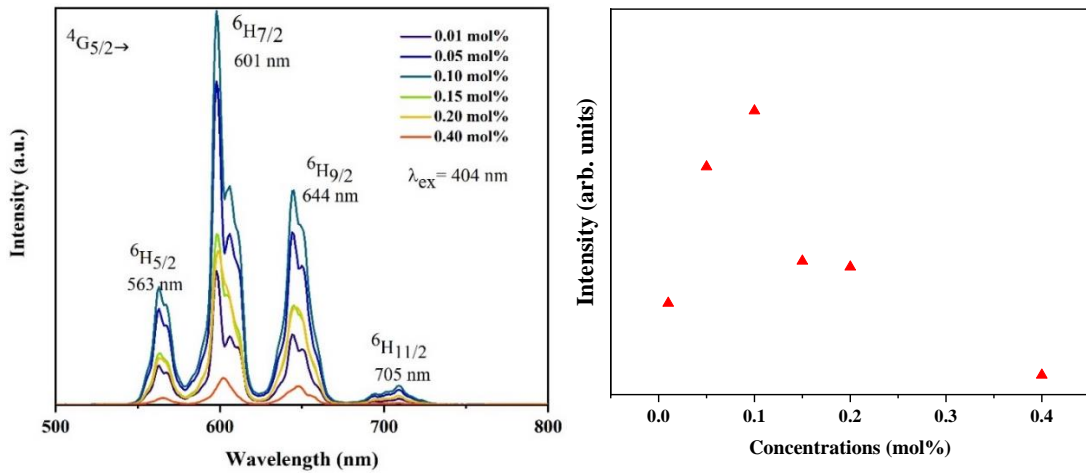 ⁴G₅/₂→
⁶H₇/₂
601 nm
0.01 mol%
0.05 mol%
0.10 mol%
0.15 mol%
0.20 mol%
0.40 mol%
λₑₓ= 404 nm
⁶H₉/₂
644 nm
⁶H₅/₂
563 nm
⁶H₁₁/₂
705 nm
Intensity (a.u.)
500 600 700 800
Wavelength (nm)
Intensity (arb. units)
0.0 0.1 0.2 0.3 0.4
Concentrations (mol%)